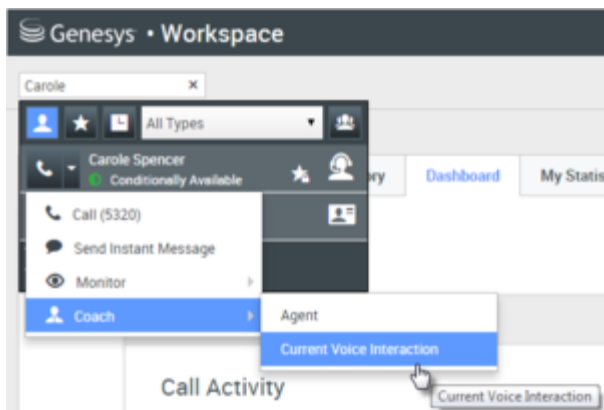 Genesys • Workspace
Carole ×
All Types
Carole Spencer
Conditionally Available
ry
Dashboard
My Statis
Call (5320)
Send Instant Message
Monitor
Coach
Agent
Current Voice Interaction
Current Voice Interaction
Call Activity